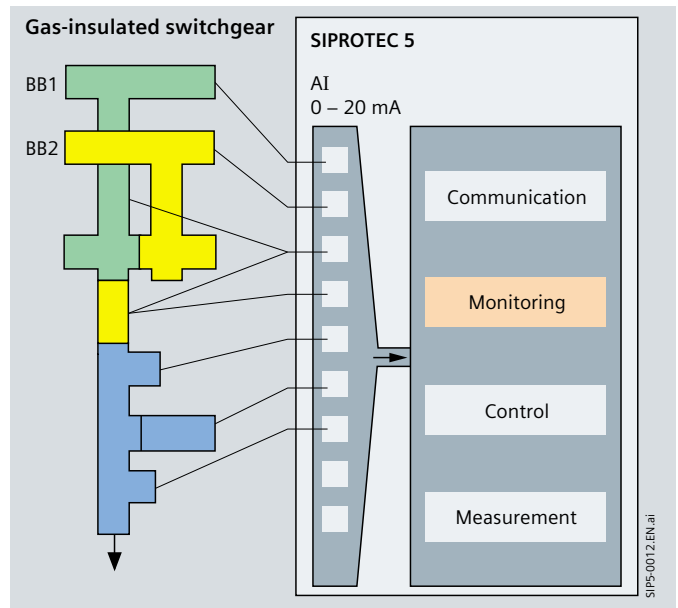 Gas-insulated switchgear
SIPROTEC 5
BB1
AI
0 – 20 mA
BB2
Communication
Monitoring
Control
Measurement
SIP5-0012.EN.ai